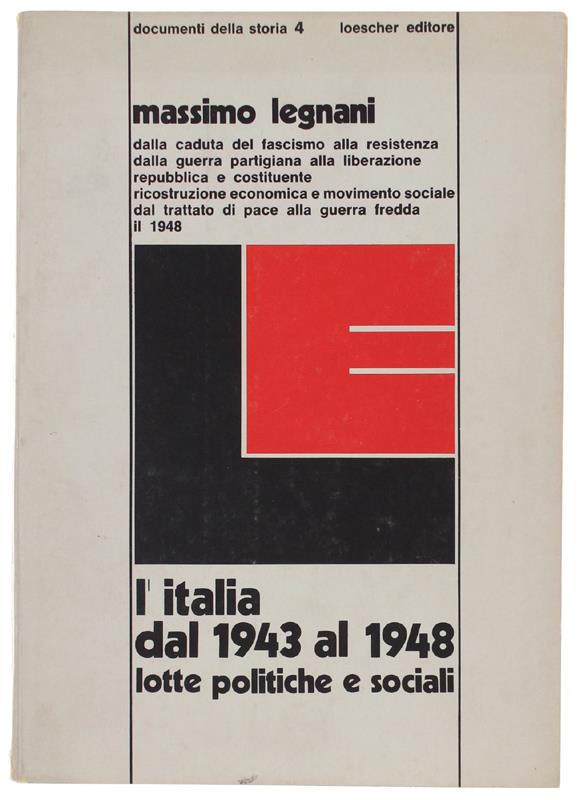 documenti della storia 4 loescher editore
massimo legnani
dalla caduta del fascismo alla resistenza
dalla guerra partigiana alla liberazione
repubblica e costituente
ricostruzione economica e movimento sociale
dal trattato di pace alla guerra fredda
il 1948
l'italia
dal 1943 al 1948
lotte politiche e sociali